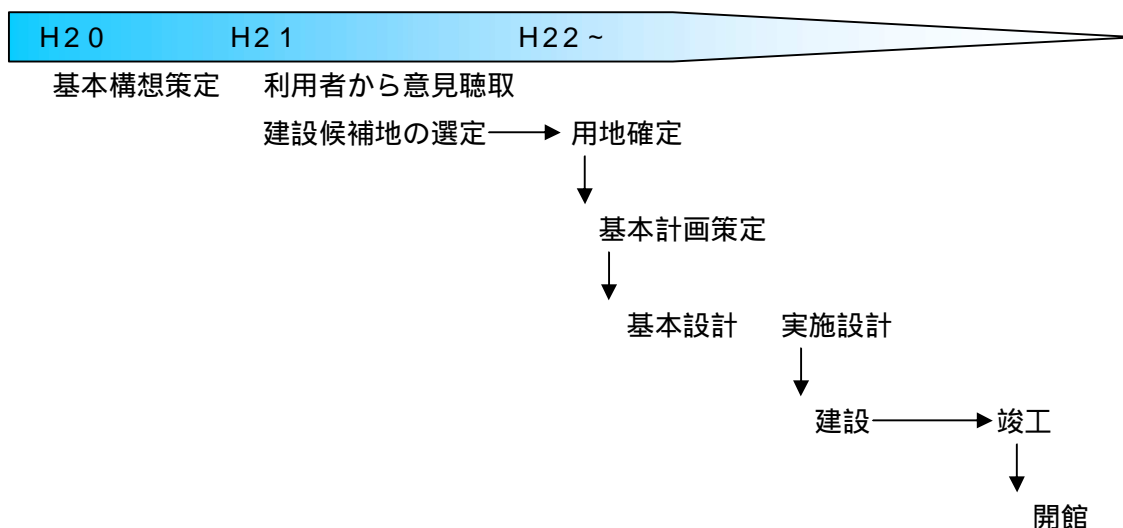 H20 H21 H22~
基本構想策定 利用者から意見聴取
建設候補地の選定 用地確定
基本計画策定
基本設計 実施設計
建設 竣工
開館